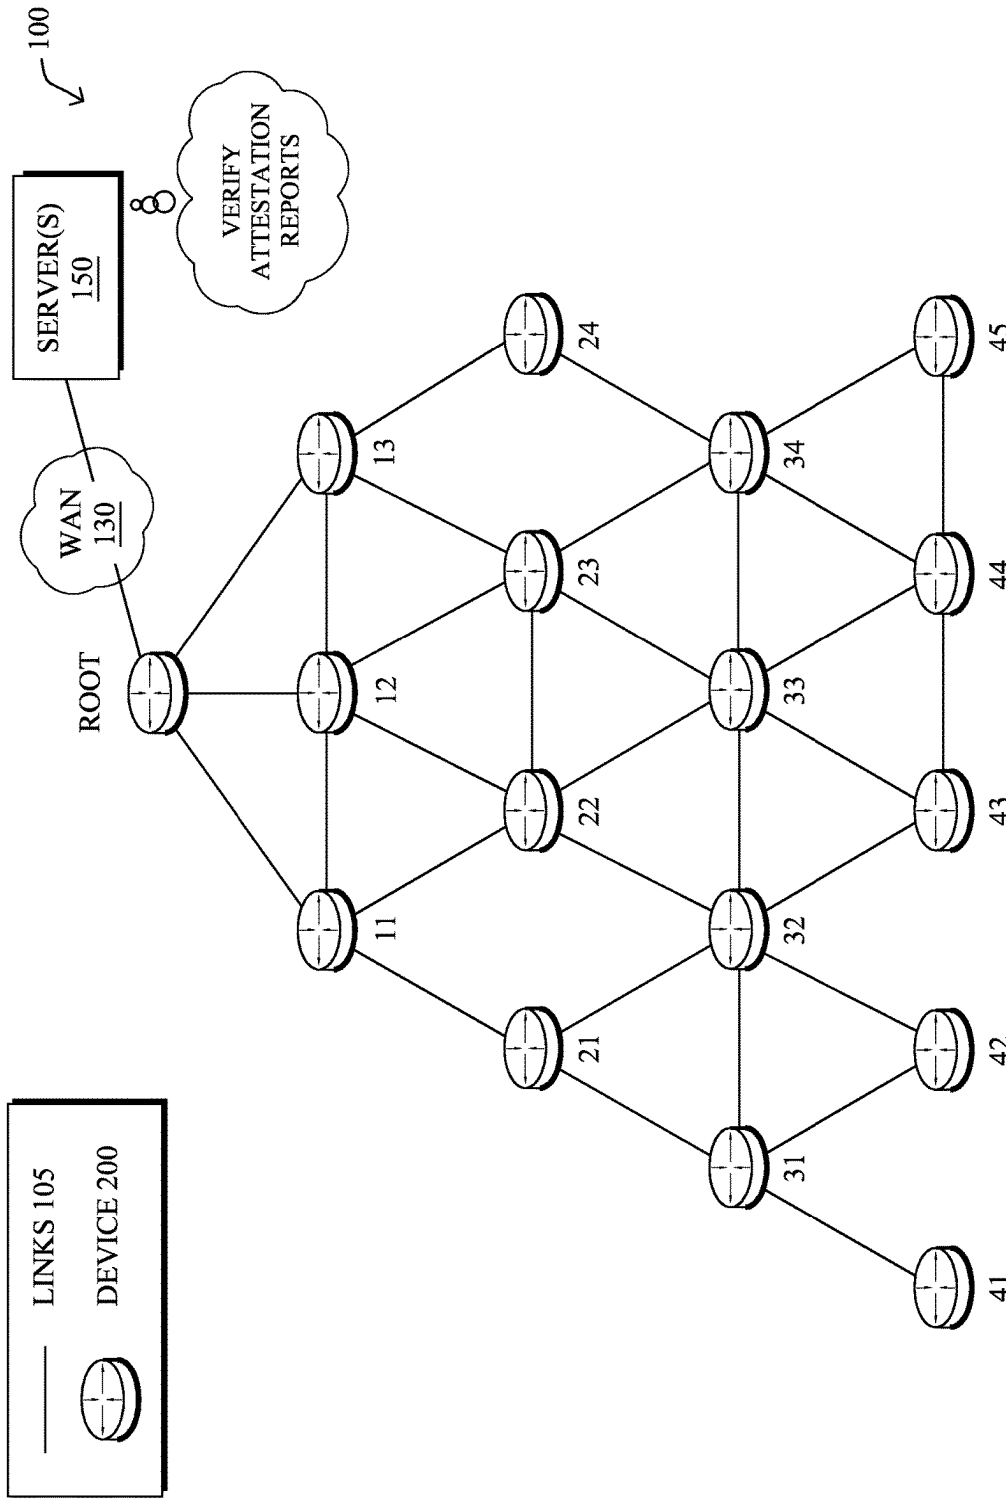 100
SERVER(S)
150
VERIFY
ATTESTATION
REPORTS
WAN
130
ROOT
LINKS 105
DEVICE 200
11
12
13
21
22
23
24
31
32
33
34
41
42
43
44
45